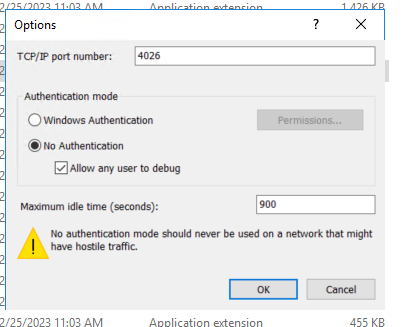 2/25/2023 11:03 AM Application extension 1,426 KB
Options ? ×
TCP/IP port number: 4026
Authentication mode
Windows Authentication Permissions...
No Authentication
Allow any user to debug
Maximum idle time (seconds): 900
No authentication mode should never be used on a network that might
have hostile traffic.
OK Cancel
2/25/2023 11:03 AM Application extension 455 KB